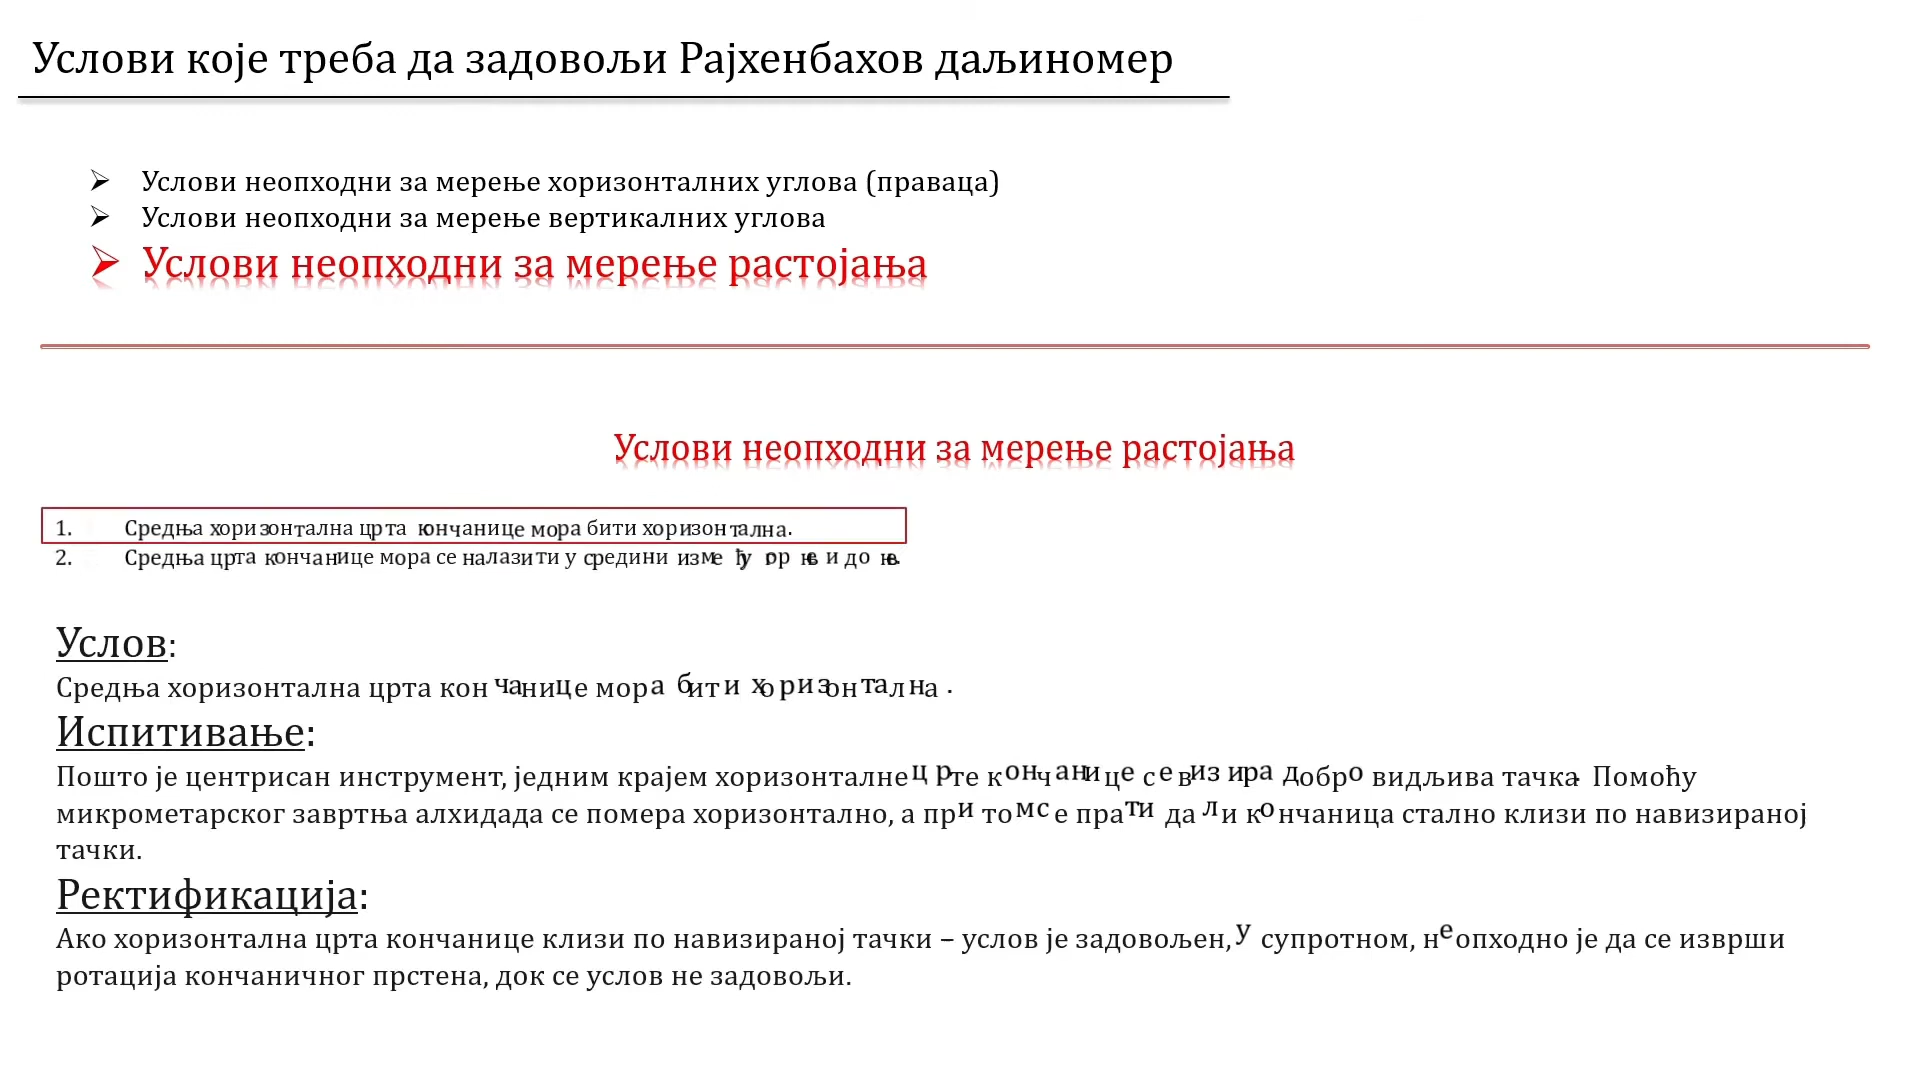 Услови које треба да задовољи Рајхенбахов даљиномер
➢ Услови неопходни за мерење хоризонталних углова (праваца)
➢ Услови неопходни за мерење вертикалних углова
➢ Услови неопходни за мерење растојања
Услови неопходни за мерење растојања
1. Средња хоризонтална црта кончанице мора бити хоризонтална.
2. Средња црта кончанице мора се налазити у средини између горње и доње.
Услов:
Средња хоризонтална црта кончанице мора бити хоризонтална.
Испитивање:
Пошто је центрисан инструмент, једним крајем хоризонталне црте кончанице се визира добро видљива тачка. Помоћу
микрометарског завртња алхидада се помера хоризонтално, а при том се прати да ли кончаница стално клизи по навизираној
тачки.
Ректификација:
Ако хоризонтална црта кончанице клизи по навизираној тачки – услов је задовољен, у супротном, неопходно је да се изврши
ротација кончаничног прстена, док се услов не задовољи.